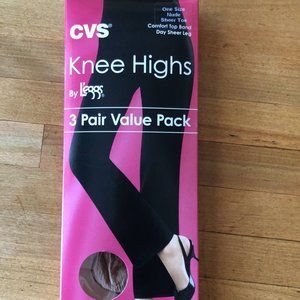 CVS®
One Size
Nude
Sheer Toe
Comfort Top Band
Day Sheer Leg
Knee Highs
By L'eggs
3 Pair Value Pack